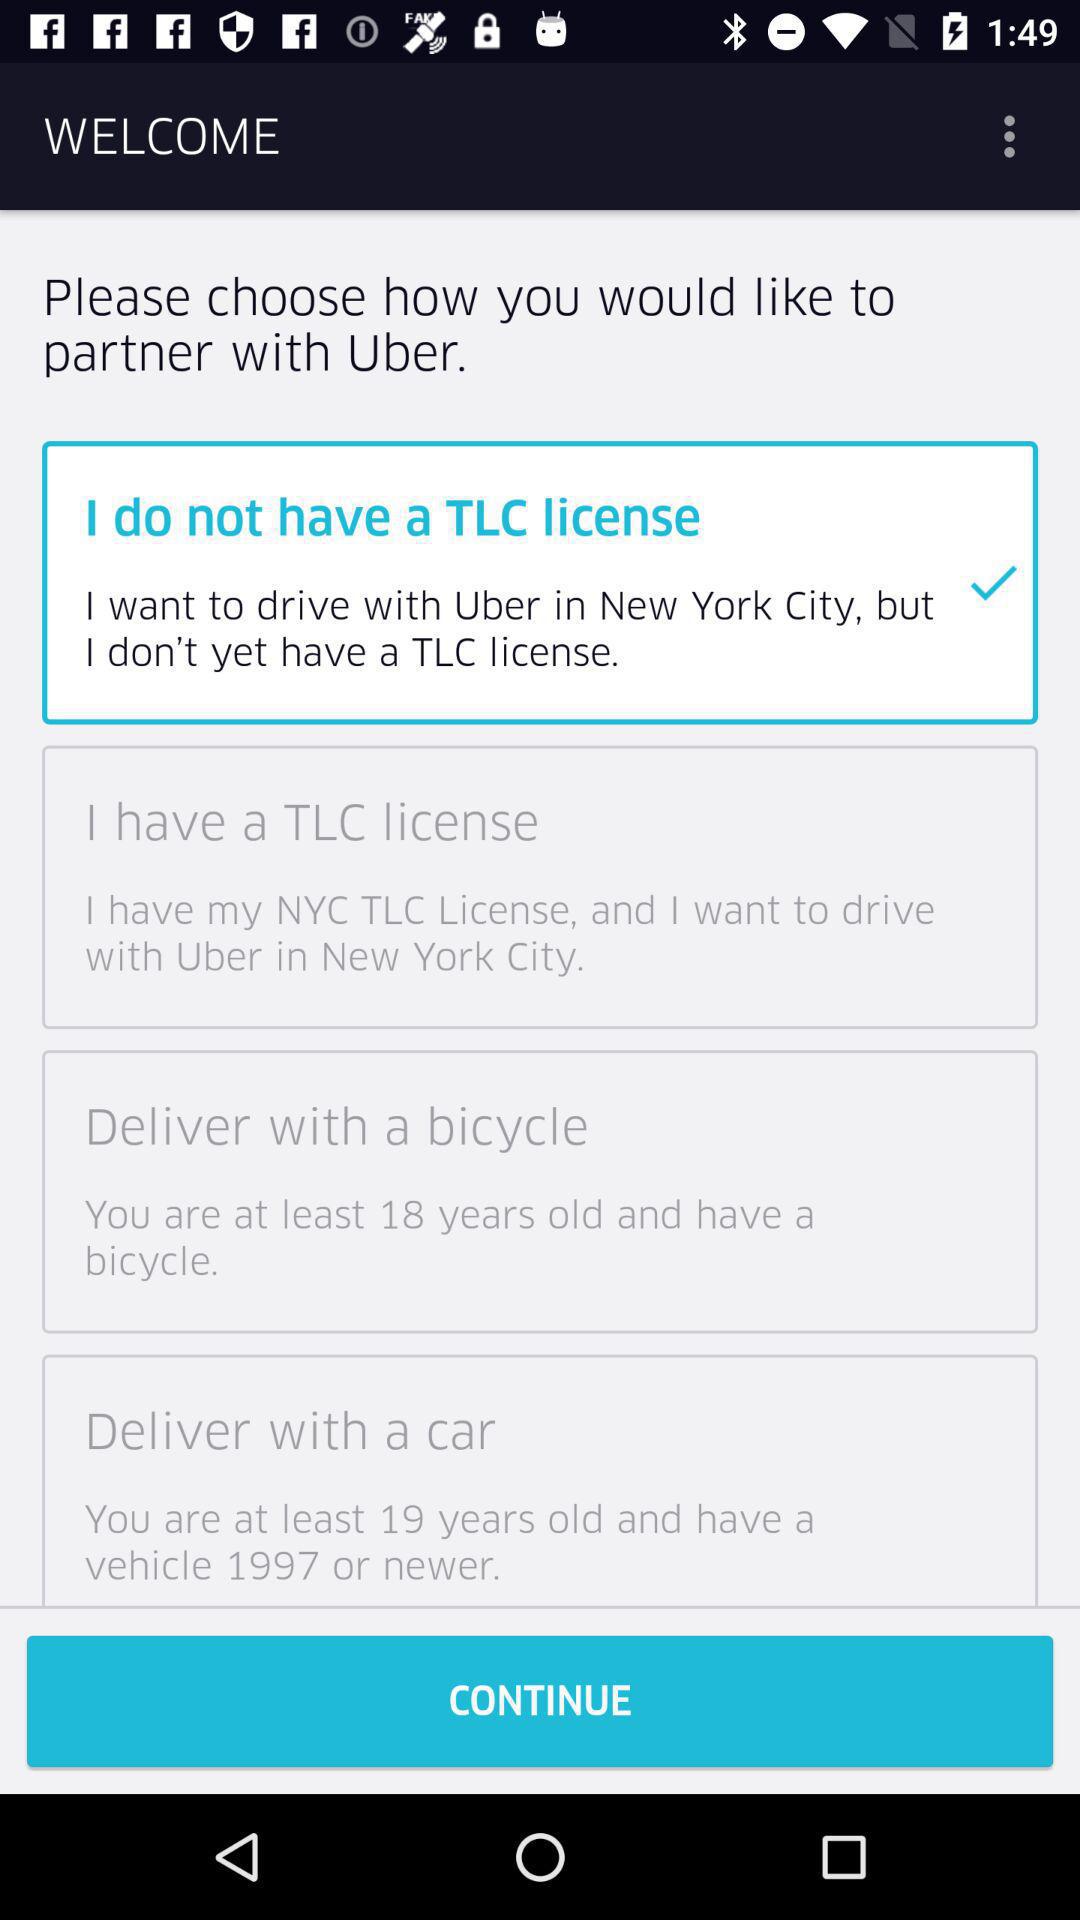 FAKE
1:49
WELCOME
Please choose how you would like to
partner with Uber.
I do not have a TLC license
I want to drive with Uber in New York City, but
I don’t yet have a TLC license.
I have a TLC license
I have my NYC TLC License, and I want to drive
with Uber in New York City.
Deliver with a bicycle
You are at least 18 years old and have a
bicycle.
Deliver with a car
You are at least 19 years old and have a
vehicle 1997 or newer.
CONTINUE